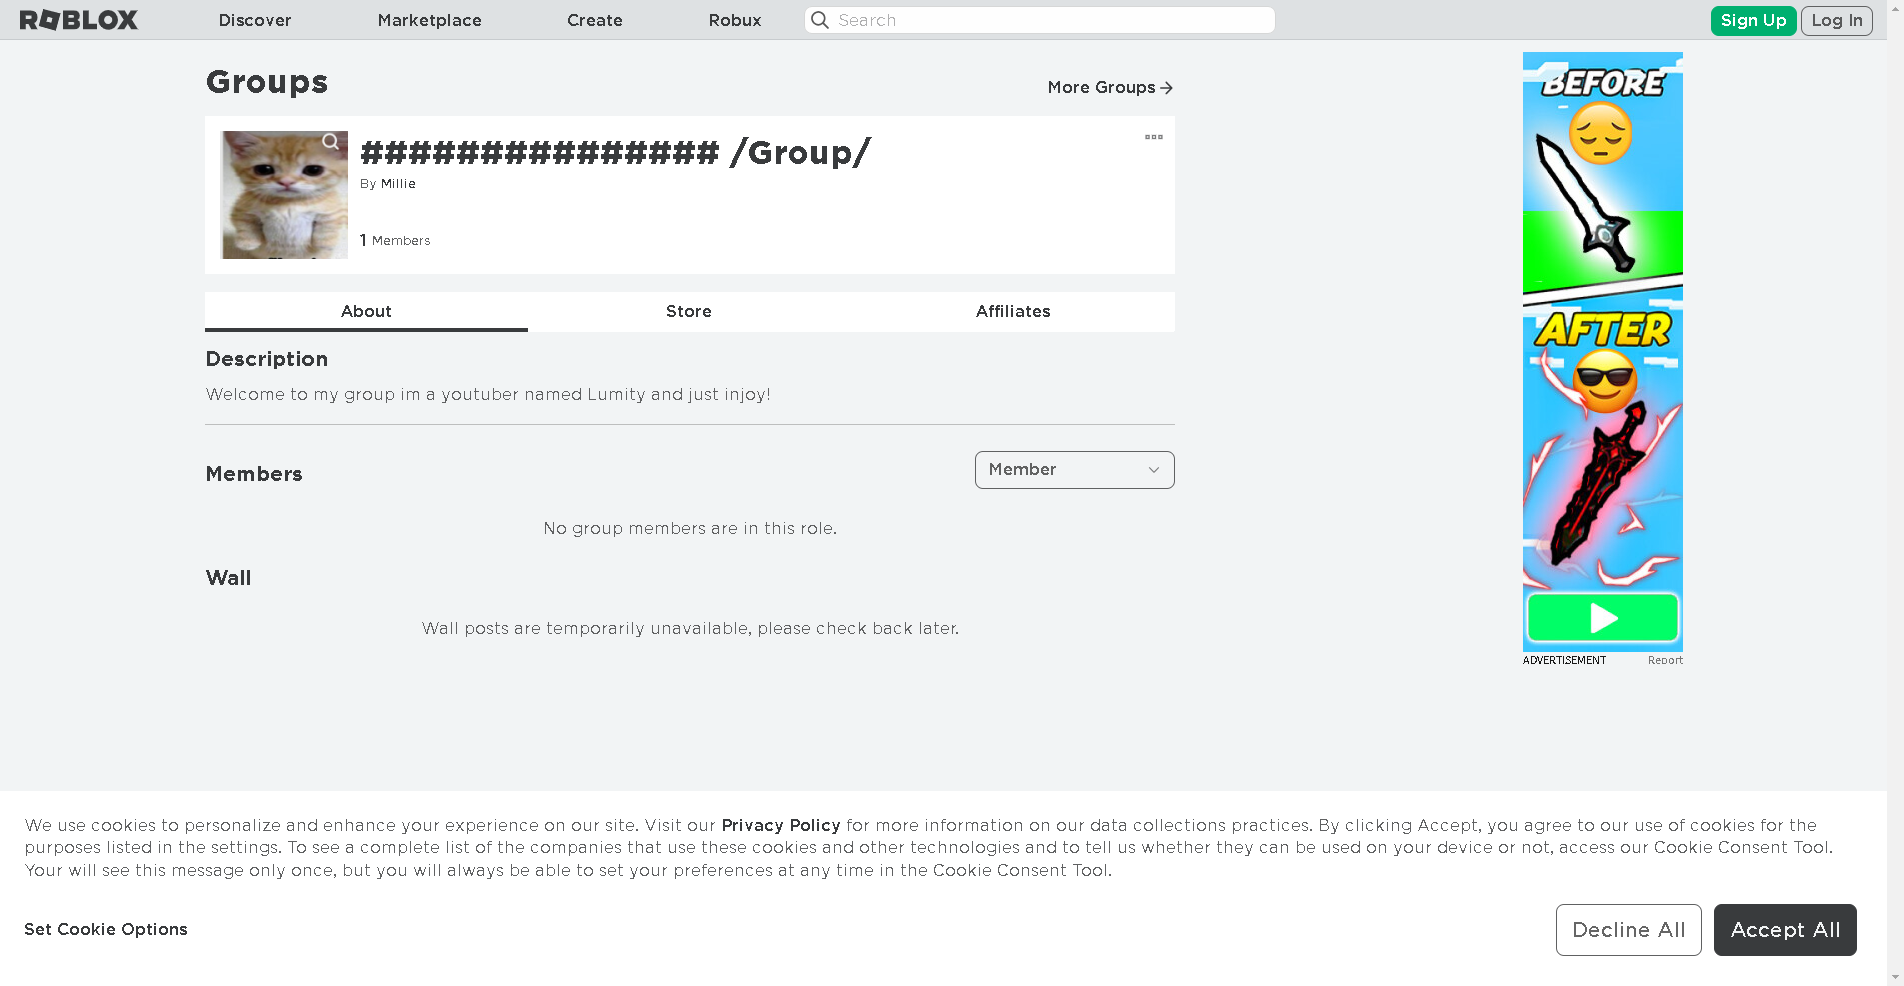 ROBLOX
Discover
Marketplace
Create
Robux
Search
Sign Up
Log In
Groups
More Groups
############### /Group/
By Millie
1 Members
About
Store
Affiliates
Description
Welcome to my group im a youtuber named Lumity and just injoy!
Members
Member
No group members are in this role.
Wall
Wall posts are temporarily unavailable, please check back later.
BEFORE
AFTER
ADVERTISEMENT
Report
We use cookies to personalize and enhance your experience on our site. Visit our Privacy Policy for more information on our data collections practices. By clicking Accept, you agree to our use of cookies for the
purposes listed in the settings. To see a complete list of the companies that use these cookies and other technologies and to tell us whether they can be used on your device or not, access our Cookie Consent Tool.
Your will see this message only once, but you will always be able to set your preferences at any time in the Cookie Consent Tool.
Set Cookie Options
Decline All
Accept All